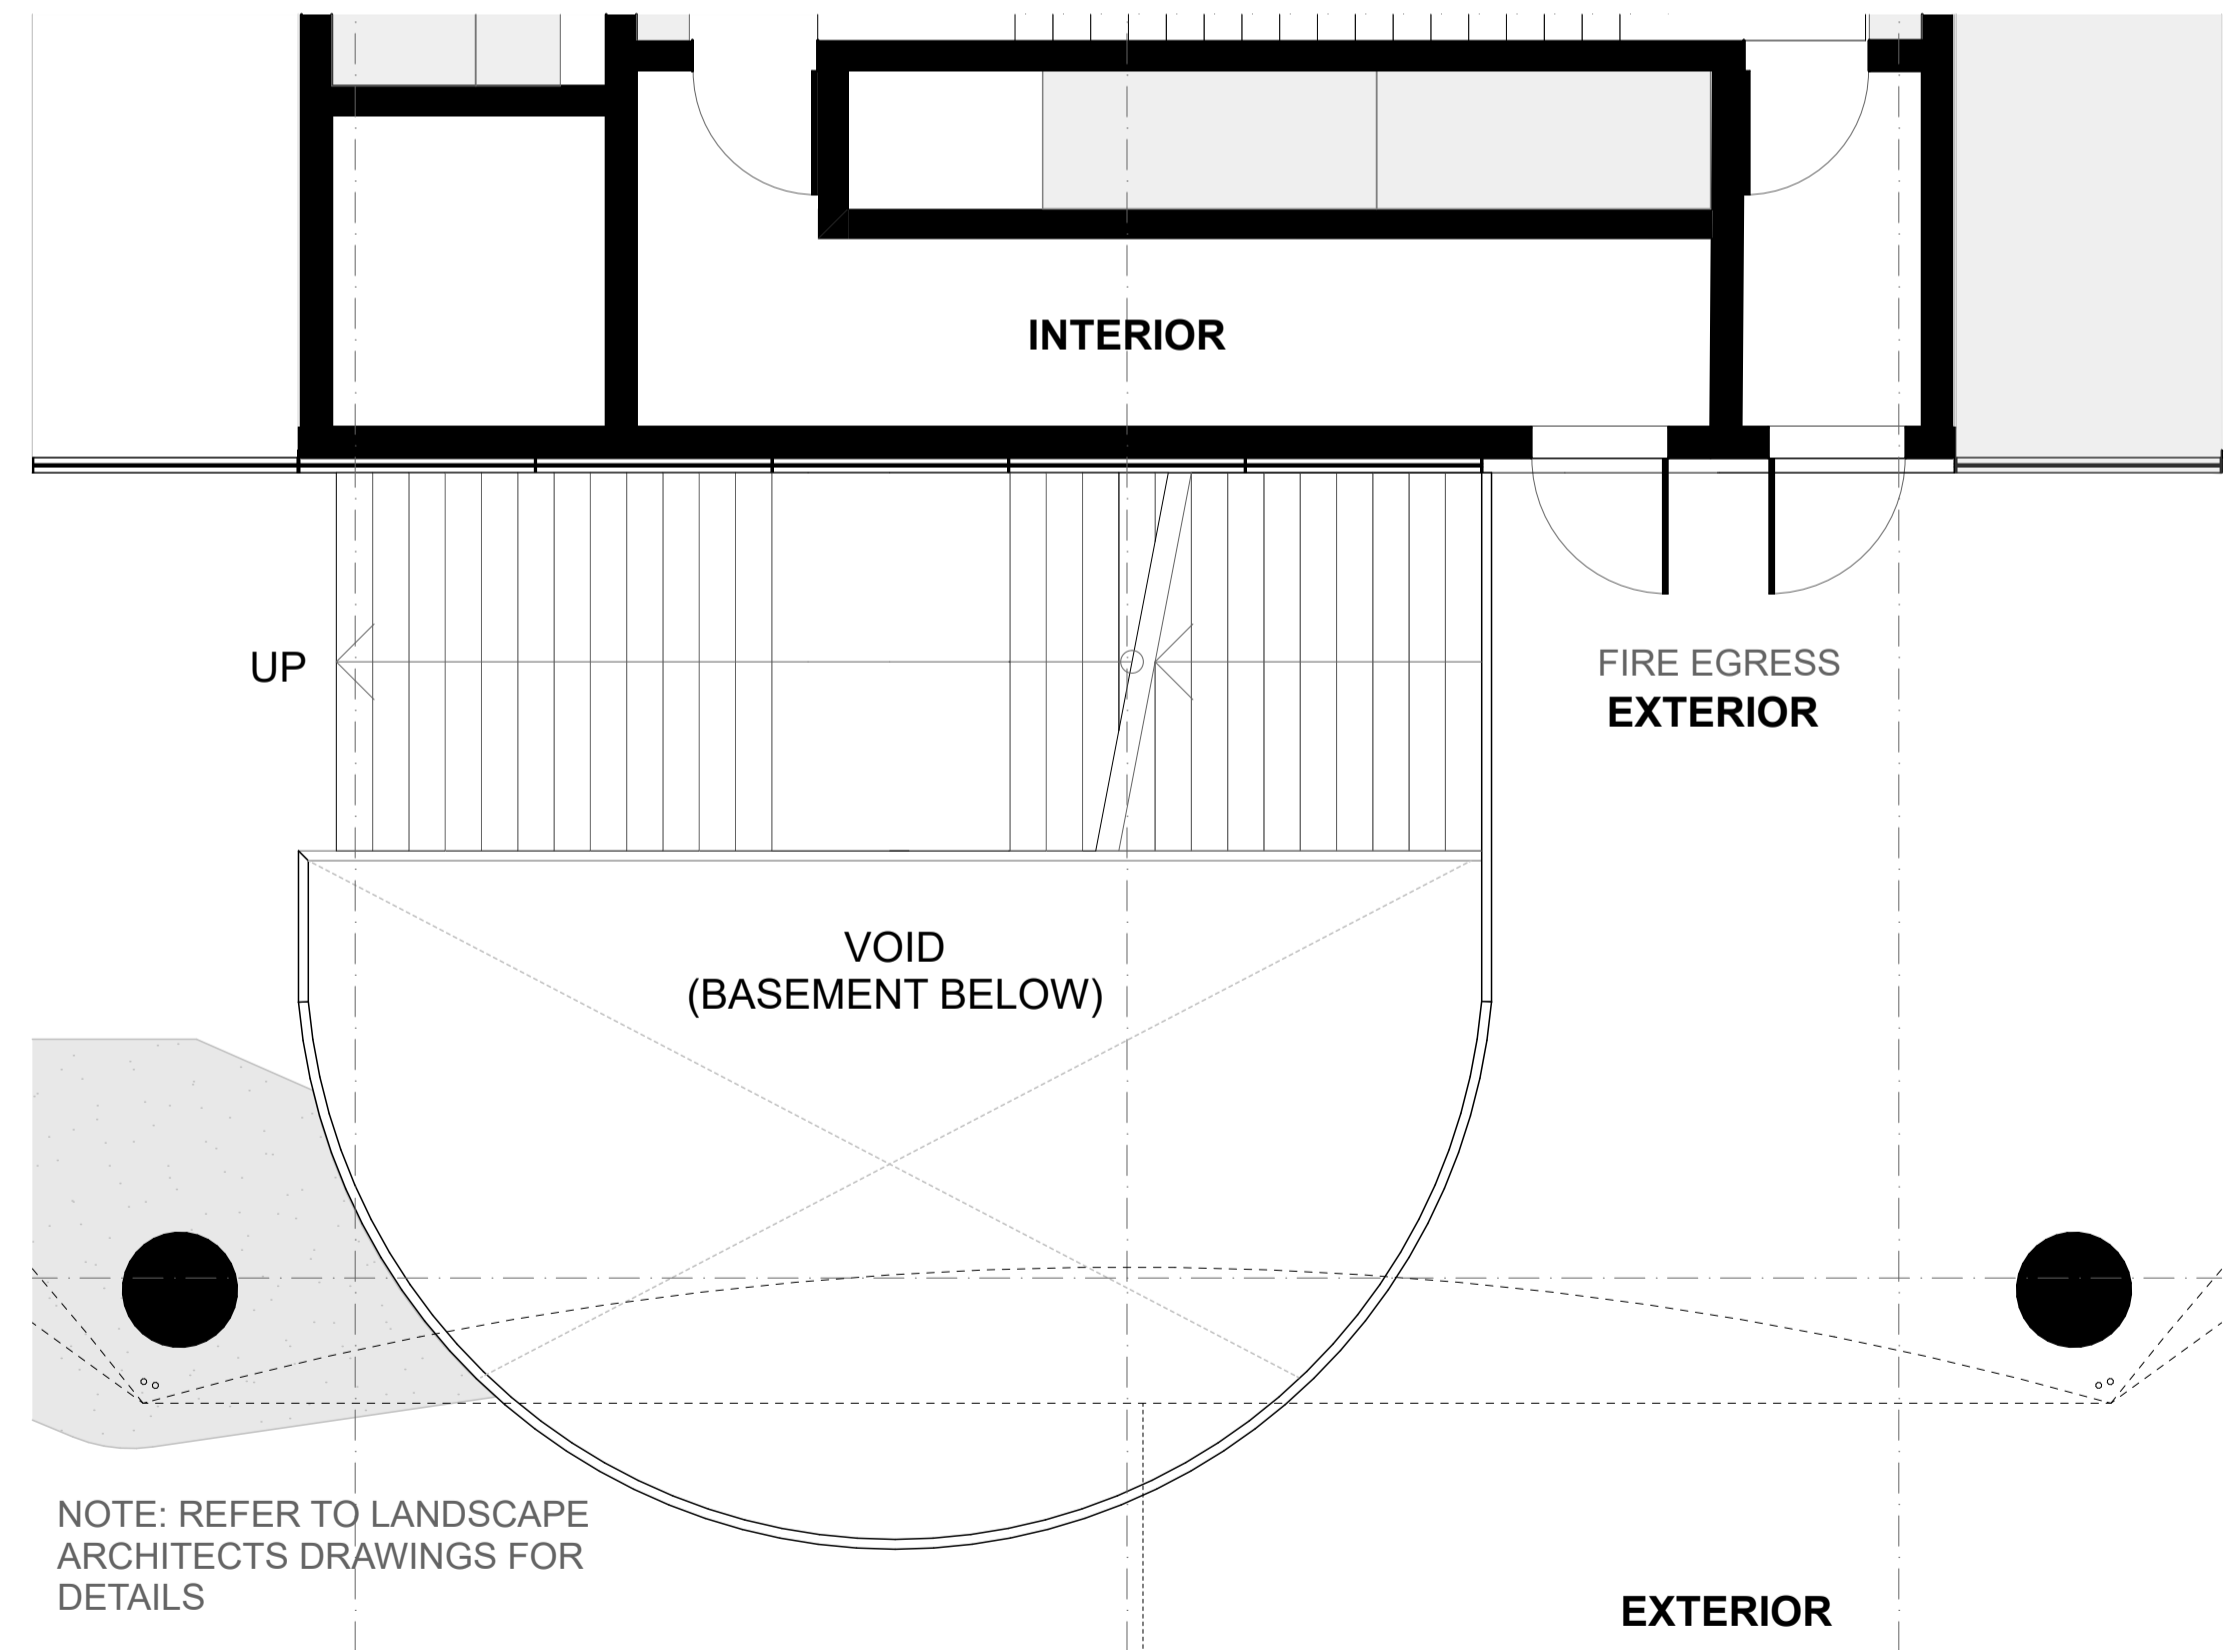 INTERIOR
UP
FIRE EGRESS
EXTERIOR
VOID
(BASEMENT BELOW)
NOTE: REFER TO LANDSCAPE
ARCHITECTS DRAWINGS FOR
DETAILS
EXTERIOR